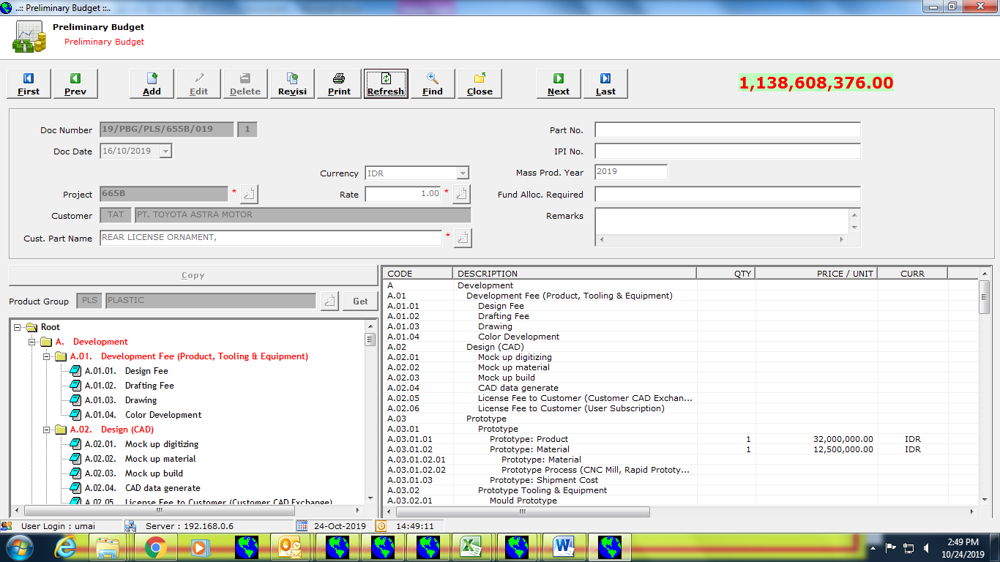 ..:: Preliminary Budget ::..
Preliminary Budget
Preliminary Budget
First Prev Add Edit Delete Revisi Print Refresh Find Close Next Last
1,138,608,376.00
Doc Number 19/PBG/PLS/655B/019 1
Doc Date 16/10/2019
Currency IDR
Project 665B * Rate 1.00 *
Customer TAT PT. TOYOTA ASTRA MOTOR
Cust. Part Name REAR LICENSE ORNAMENT, *
Part No.
IPI No.
Mass Prod. Year 2019
Fund Alloc. Required
Remarks
Copy
Product Group PLS PLASTIC Get
Root
A. Development
A.01. Development Fee (Product, Tooling & Equipment)
A.01.01. Design Fee
A.01.02. Drafting Fee
A.01.03. Drawing
A.01.04. Color Development
A.02. Design (CAD)
A.02.01. Mock up digitizing
A.02.02. Mock up material
A.02.03. Mock up build
A.02.04. CAD data generate
A.02.05. License Fee to Customer (Customer CAD Exchange)
CODE DESCRIPTION QTY PRICE / UNIT CURR
A Development
A.01 Development Fee (Product, Tooling & Equipment)
A.01.01 Design Fee
A.01.02 Drafting Fee
A.01.03 Drawing
A.01.04 Color Development
A.02 Design (CAD)
A.02.01 Mock up digitizing
A.02.02 Mock up material
A.02.03 Mock up build
A.02.04 CAD data generate
A.02.05 License Fee to Customer (Customer CAD Exchan...
A.02.06 License Fee to Customer (User Subscription)
A.03 Prototype
A.03.01 Prototype
A.03.01.01 Prototype: Product 1 32,000,000.00 IDR
A.03.01.02 Prototype: Material 1 12,500,000.00 IDR
A.03.01.02.01 Prototype: Material
A.03.01.02.02 Prototype Process (CNC Mill, Rapid Prototy...
A.03.01.03 Prototype: Shipment Cost
A.03.02 Prototype Tooling & Equipment
A.03.02.01 Mould Prototype
User Login : umai Server : 192.168.0.6 24-Oct-2019 14:49:11
2:49 PM
10/24/2019